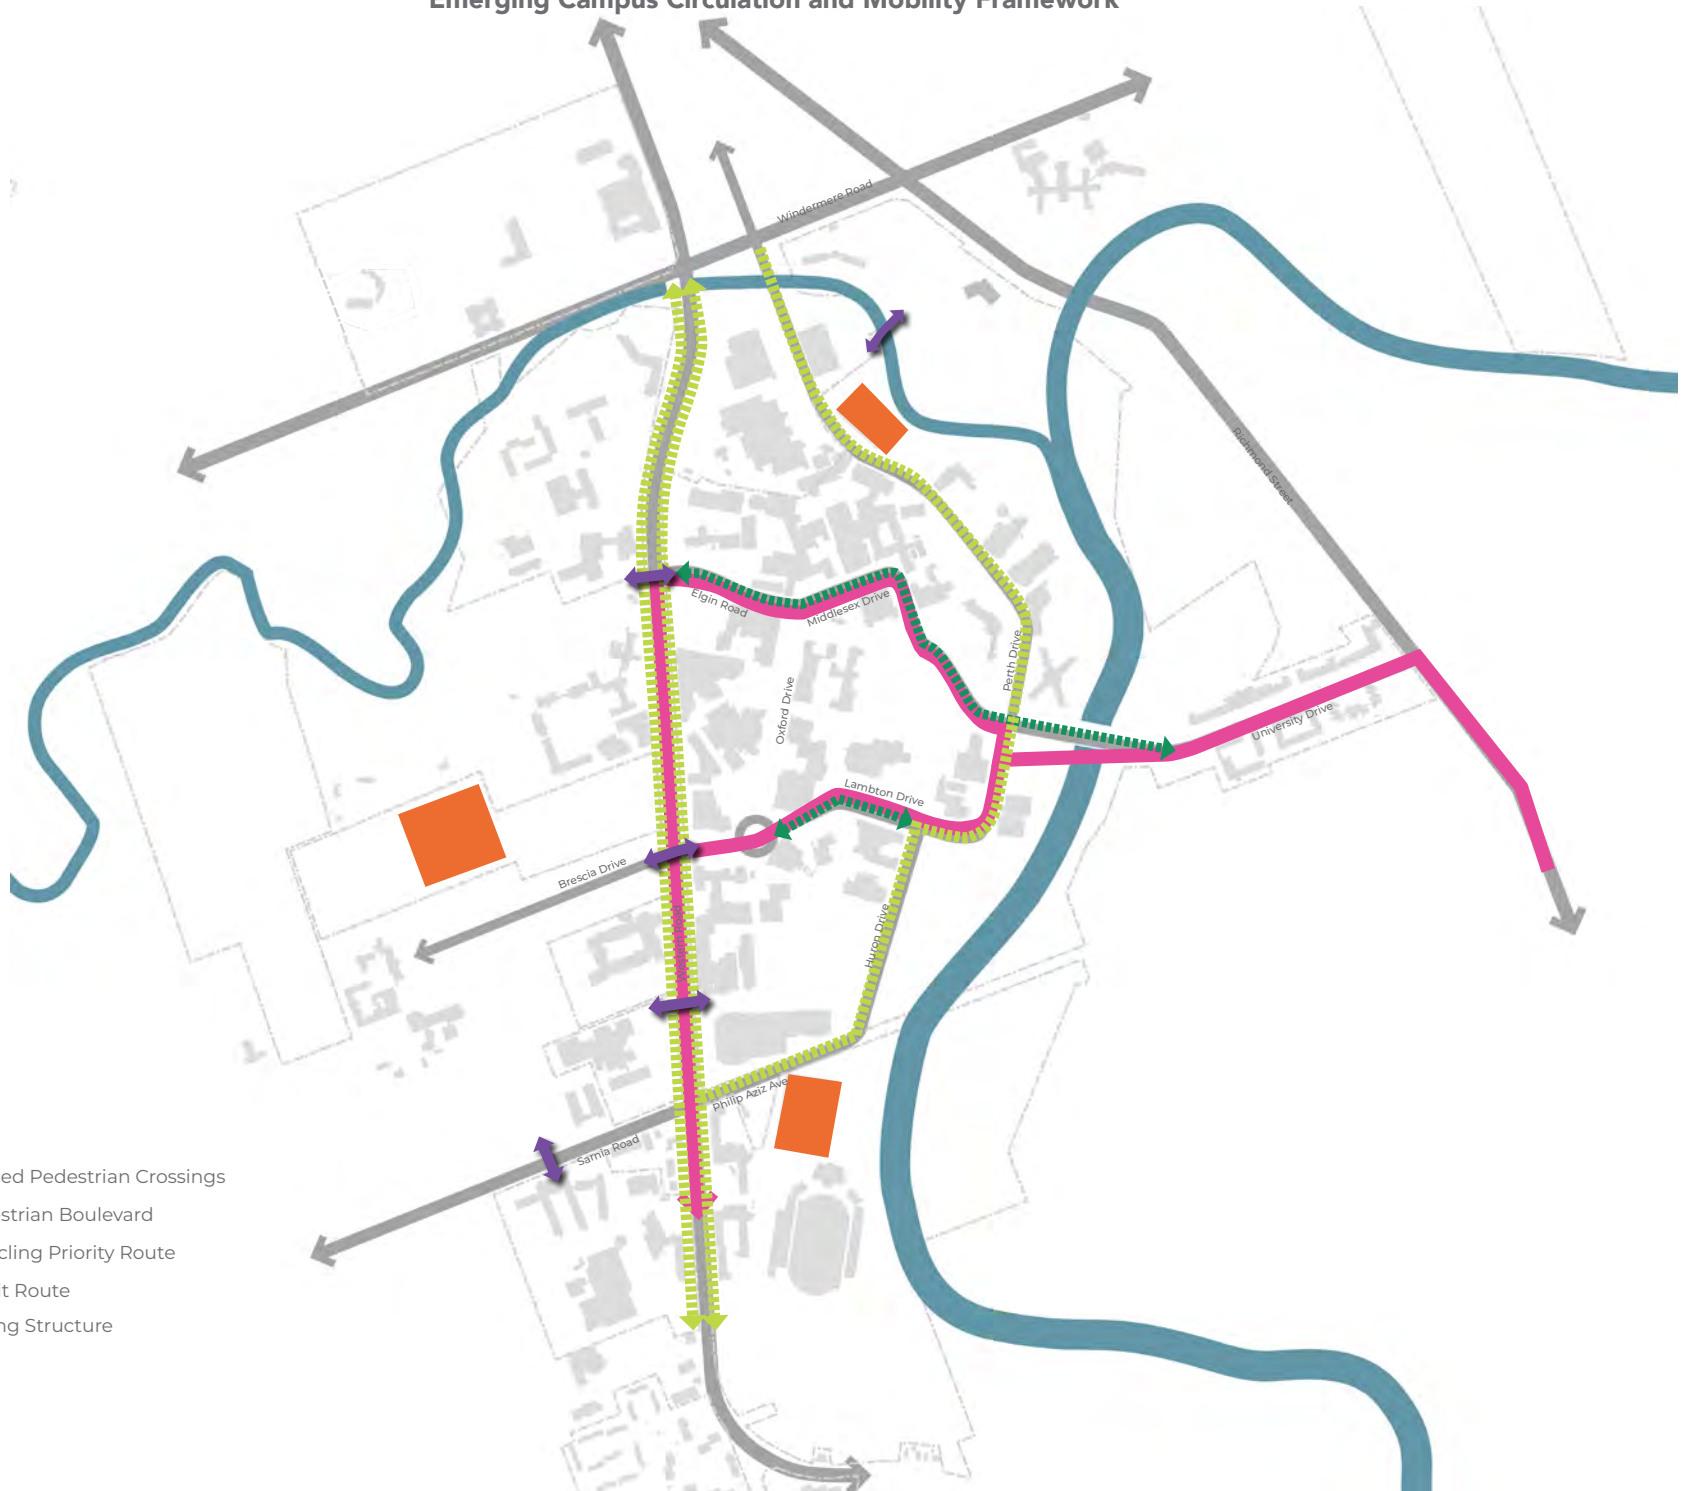 Emerging Campus Circulation and Mobility Framework
Windermere Road
Richmond Street
Elgin Road
Middlesex Drive
Perth Drive
Oxford Drive
University Drive
Lambton Drive
Brescia Drive
Huron Drive
Philip Aziz Ave
Sarnia Road
ed Pedestrian Crossings
strian Boulevard
cling Priority Route
t Route
ng Structure